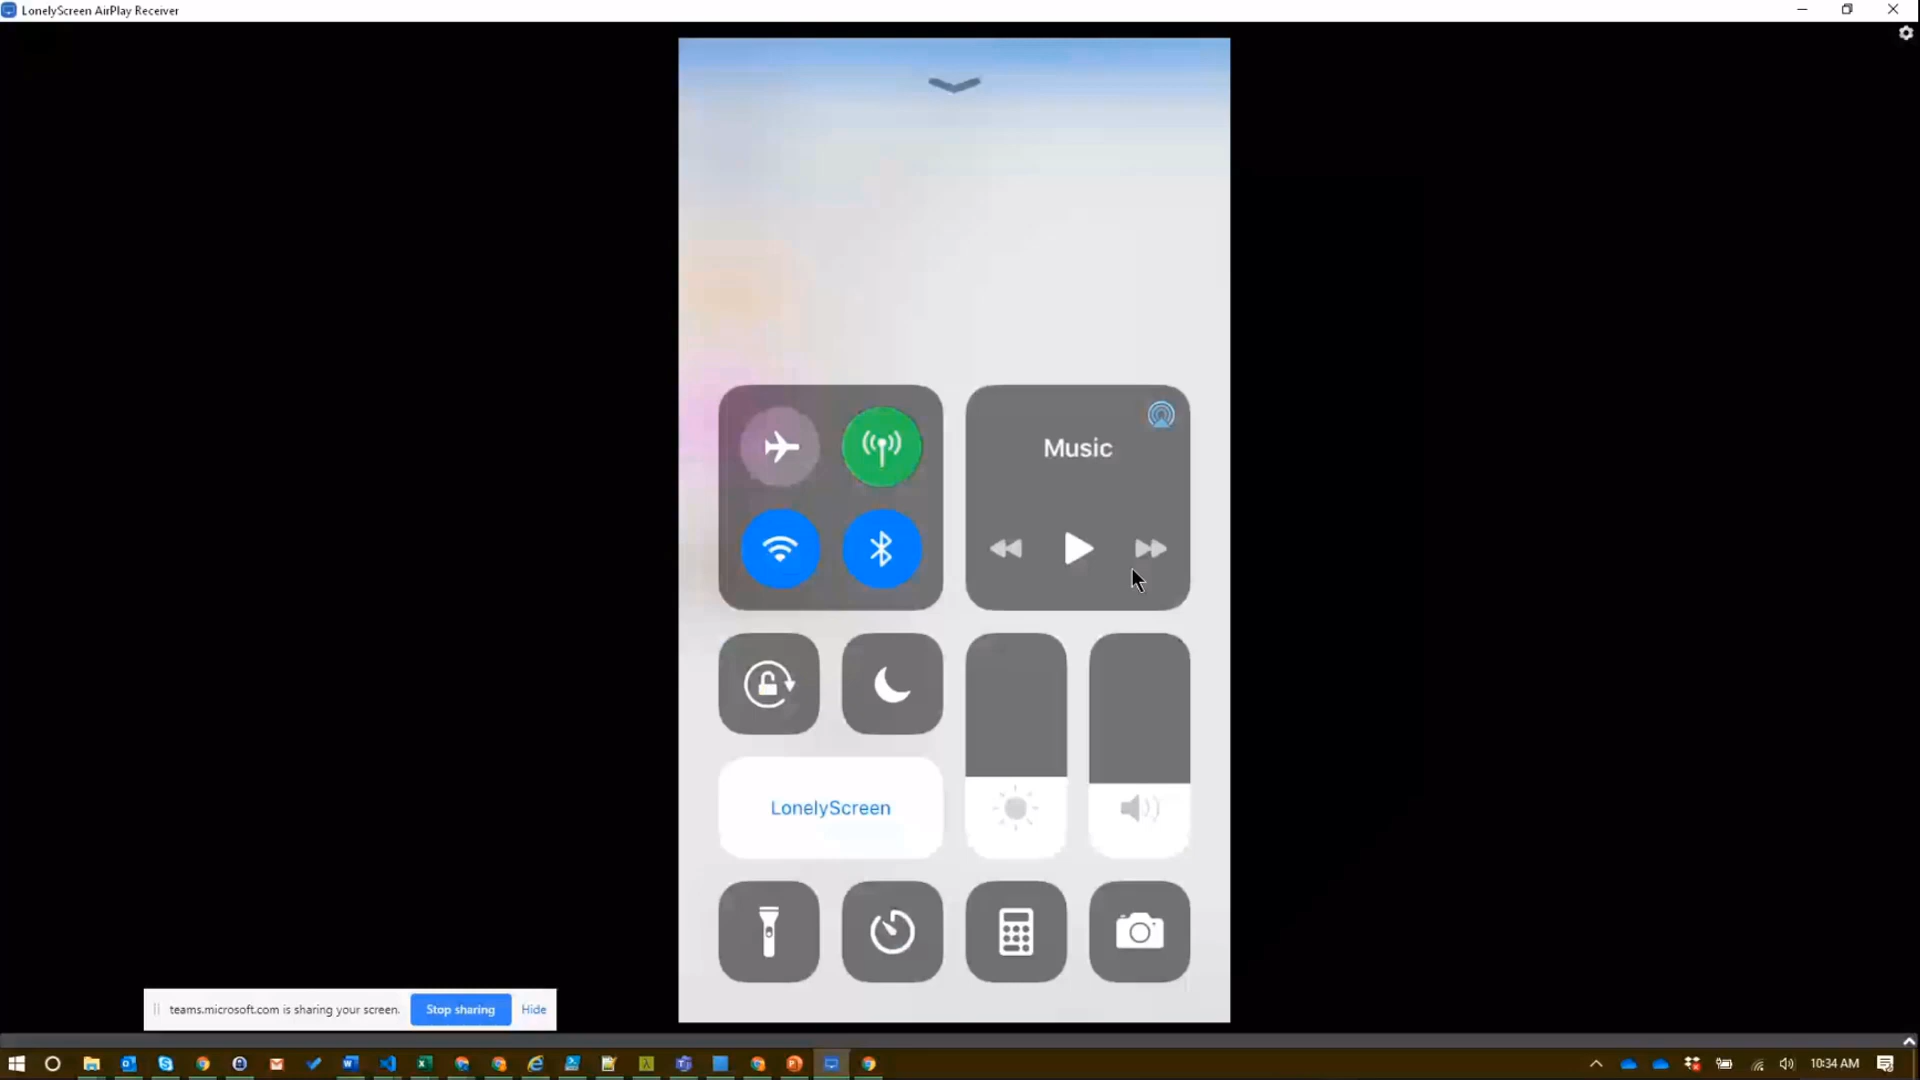 LonelyScreen AirPlay Receiver
Music
LonelyScreen
teams.microsoft.com is sharing your screen.
Stop sharing
Hide
10:34 AM